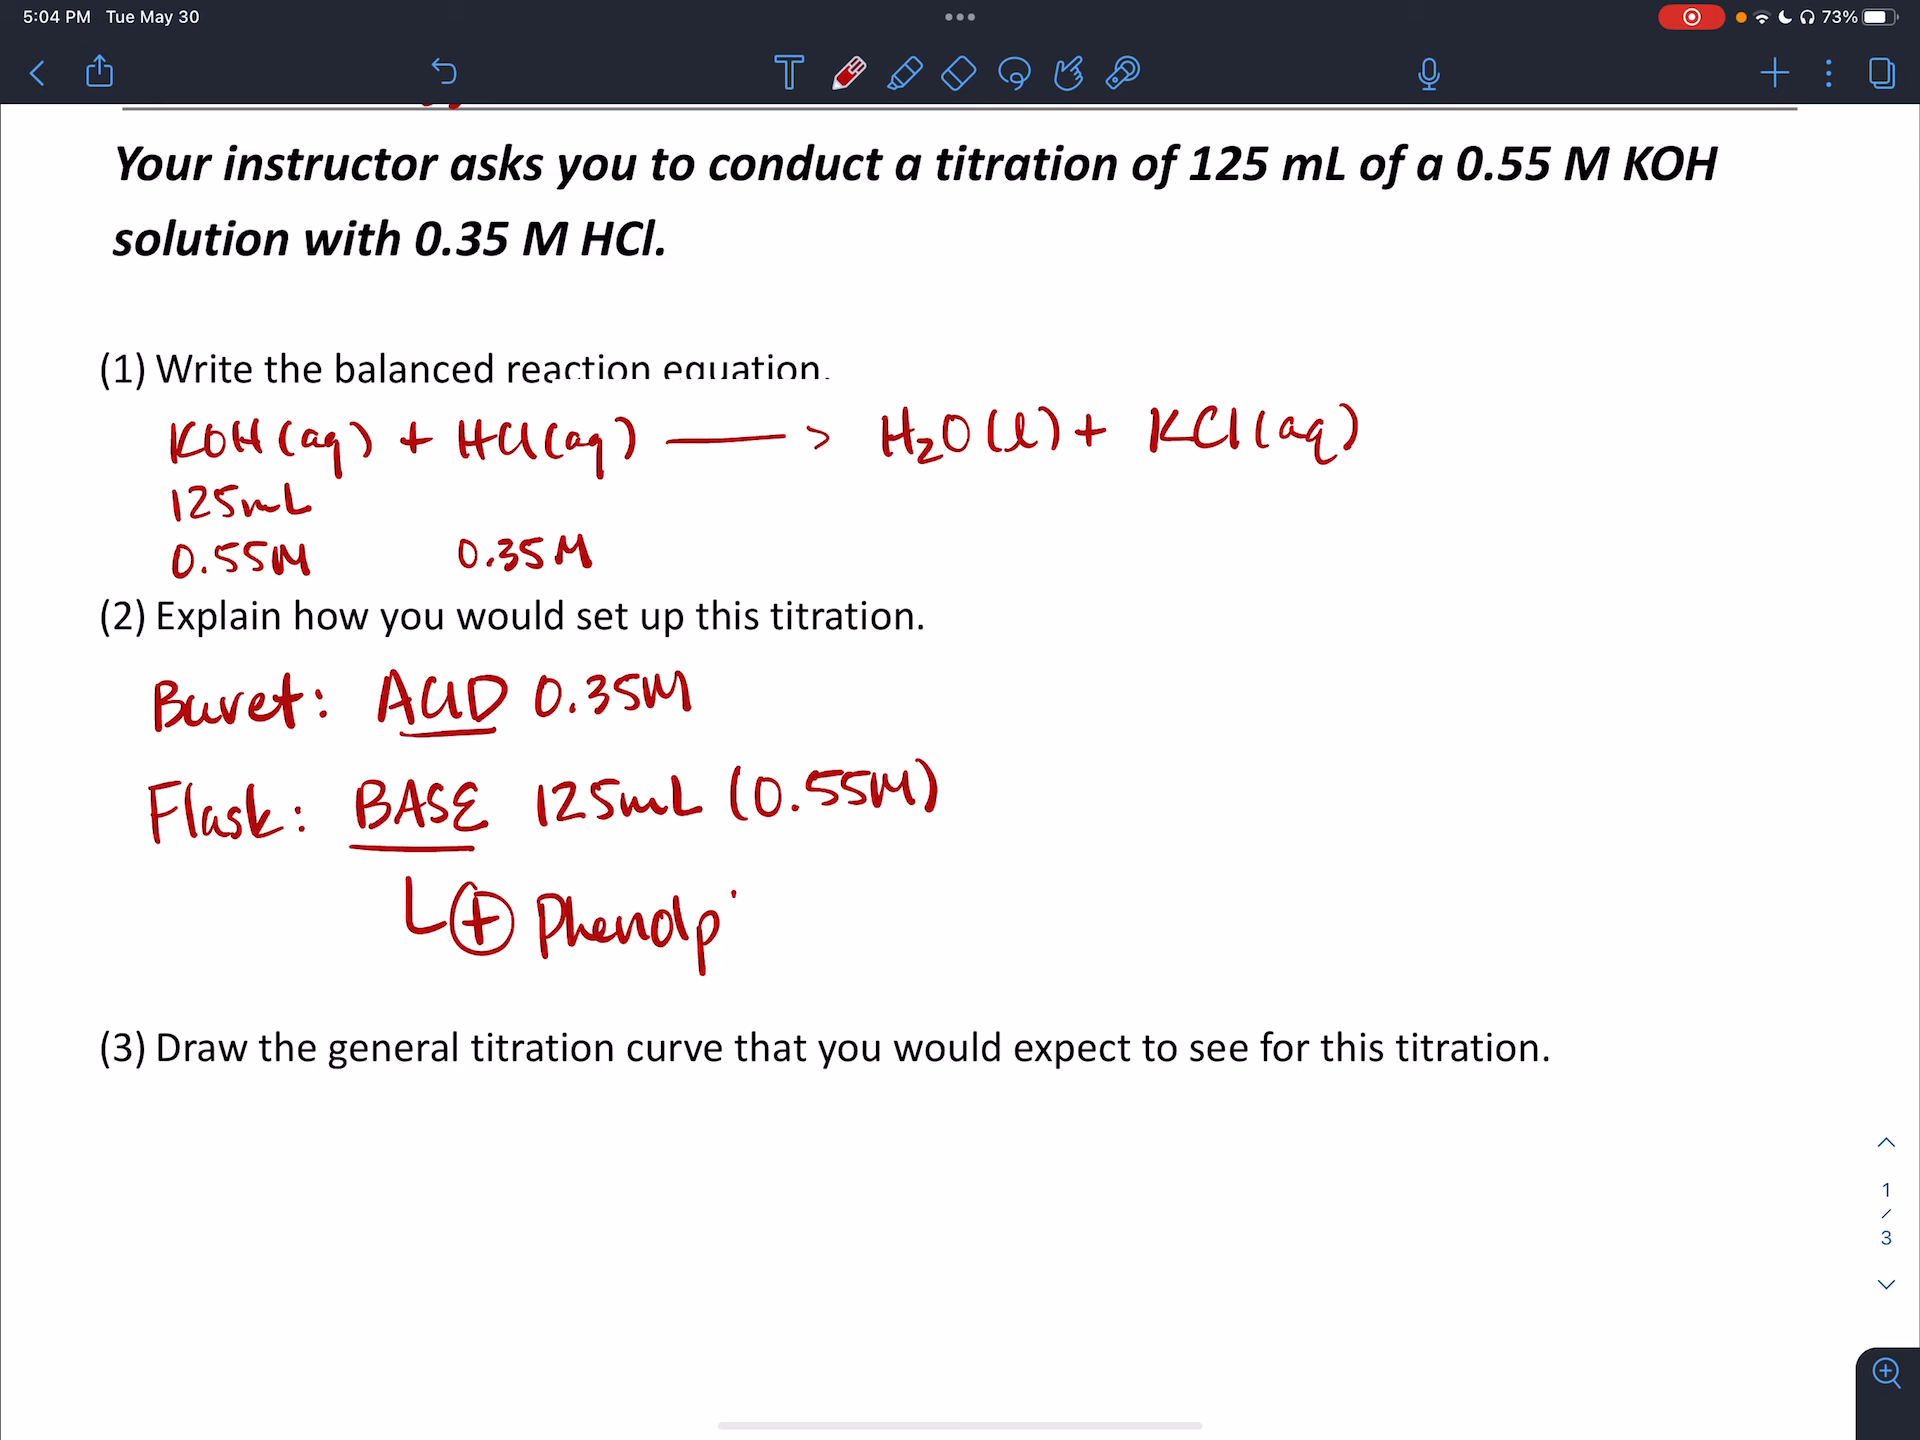 5:04 PM Tue May 30
73%
Your instructor asks you to conduct a titration of 125 mL of a 0.55 M KOH
solution with 0.35 M HCl.
(1) Write the balanced reaction equation.
KOH(aq) + HCl(aq) → H₂O(l) + KCl(aq)
125mL
0.55M 0.35M
(2) Explain how you would set up this titration.
Buret: ACID 0.35M
Flask: BASE 125mL (0.55M)
L + Phenolp
(3) Draw the general titration curve that you would expect to see for this titration.
1
/
3